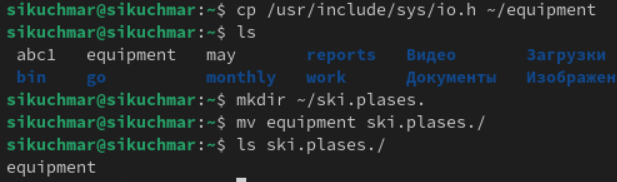 sikuchmar@sikuchmar:~$ cp /usr/include/sys/io.h ~/equipment
sikuchmar@sikuchmar:~$ ls
abc1 equipment may reports Видео Загрузки
bin go monthly work Документы Изображен
sikuchmar@sikuchmar:~$ mkdir ~/ski.plases.
sikuchmar@sikuchmar:~$ mv equipment ski.plases./
sikuchmar@sikuchmar:~$ ls ski.plases./
equipment